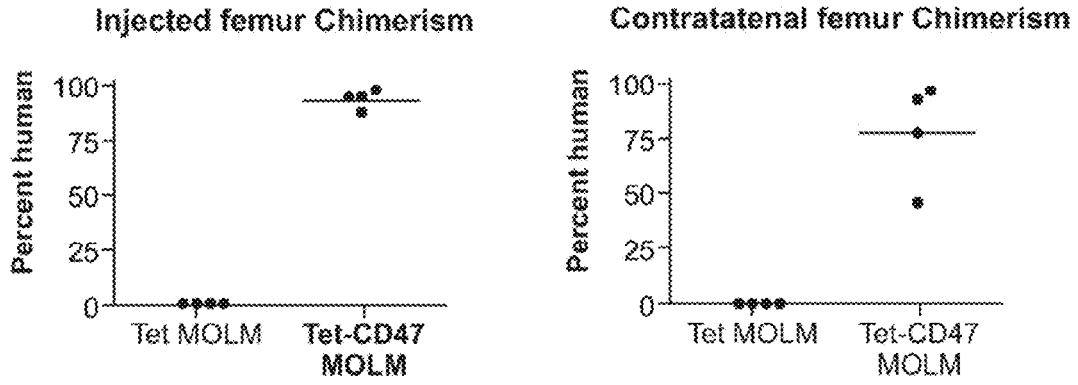 Injected femur Chimerism
Percent human
100
75
50
25
0
Tet MOLM
Tet-CD47
MOLM
Contratatenal femur Chimerism
Percent human
100
75
50
25
0
Tet MOLM
Tet-CD47
MOLM